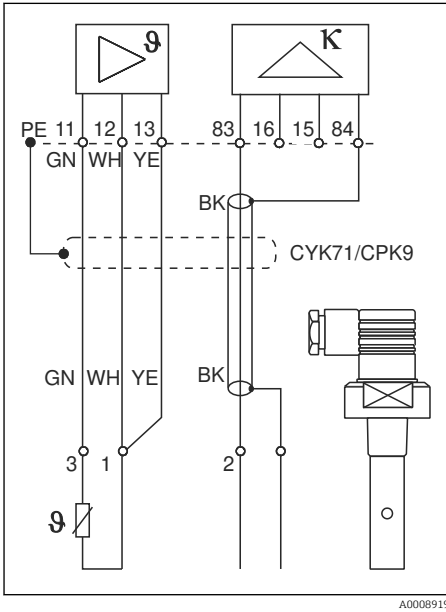 ϑ κ
PE 11 12 13 83 16 15 84
GN WH YE
BK
CYK71/CPK9
GN WH YE BK
3 1 2
ϑ
A0008919